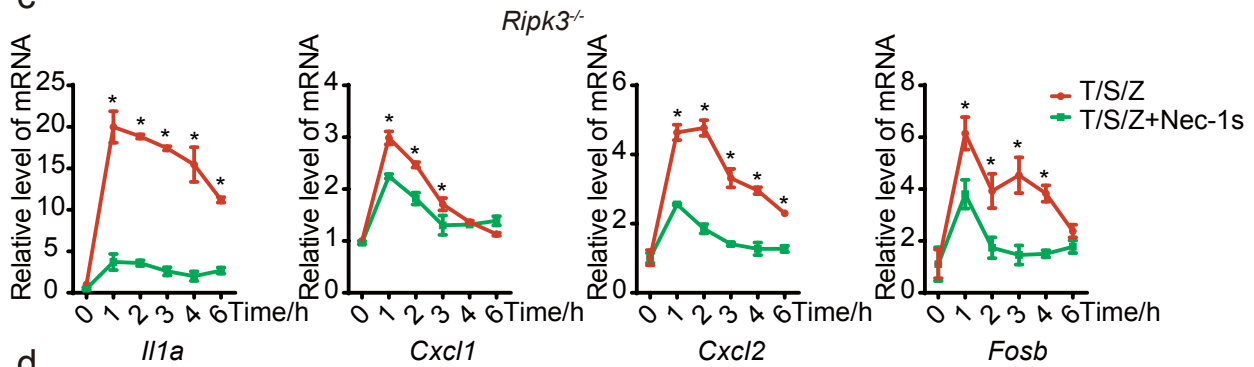 c
Ripk3-/-
Relative level of mRNA
25
20
15
10
5
0
*
*
*
*
*
0 1 2 3 4 6 Time/h
Il1a
Relative level of mRNA
4
3
2
1
0
*
*
*
0 1 2 3 4 6 Time/h
Cxcl1
Relative level of mRNA
6
4
2
0
*
*
*
*
*
0 1 2 3 4 6 Time/h
Cxcl2
Relative level of mRNA
8
6
4
2
0
*
*
*
*
0 1 2 3 4 6 Time/h
Fosb
T/S/Z
T/S/Z+Nec-1s
d